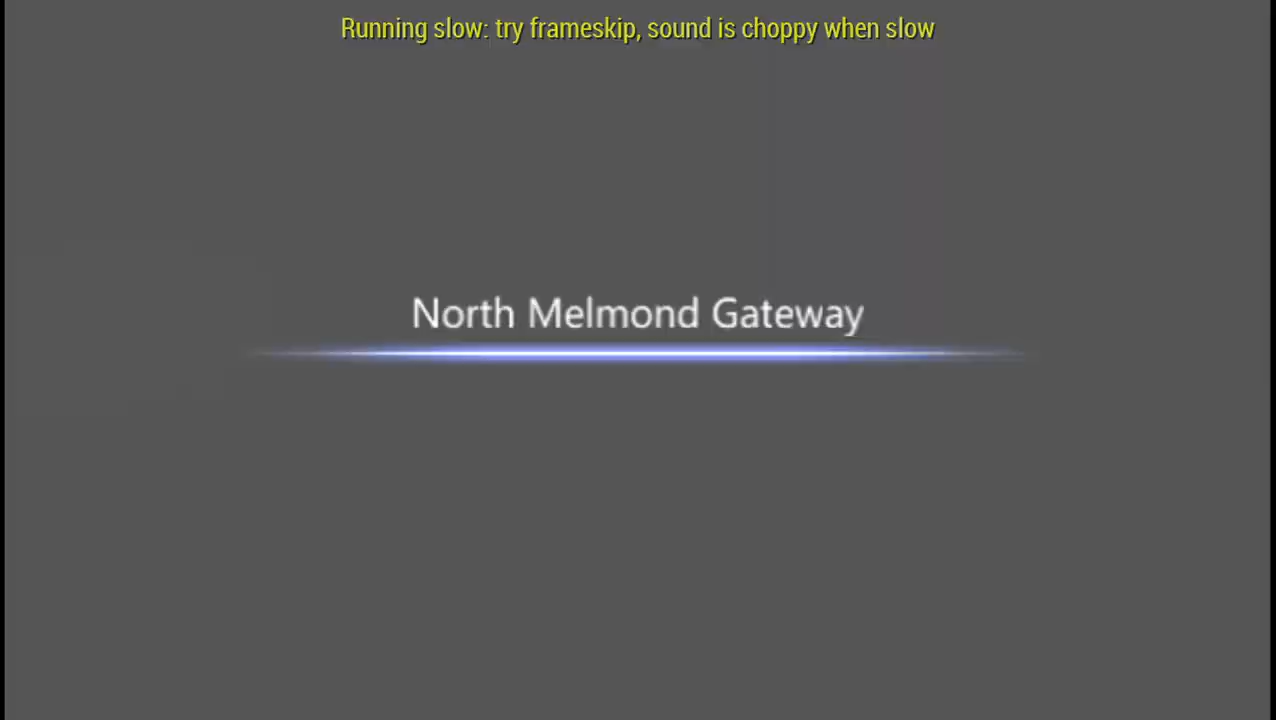 Running slow: try frameskip, sound is choppy when slow
North Melmond Gateway